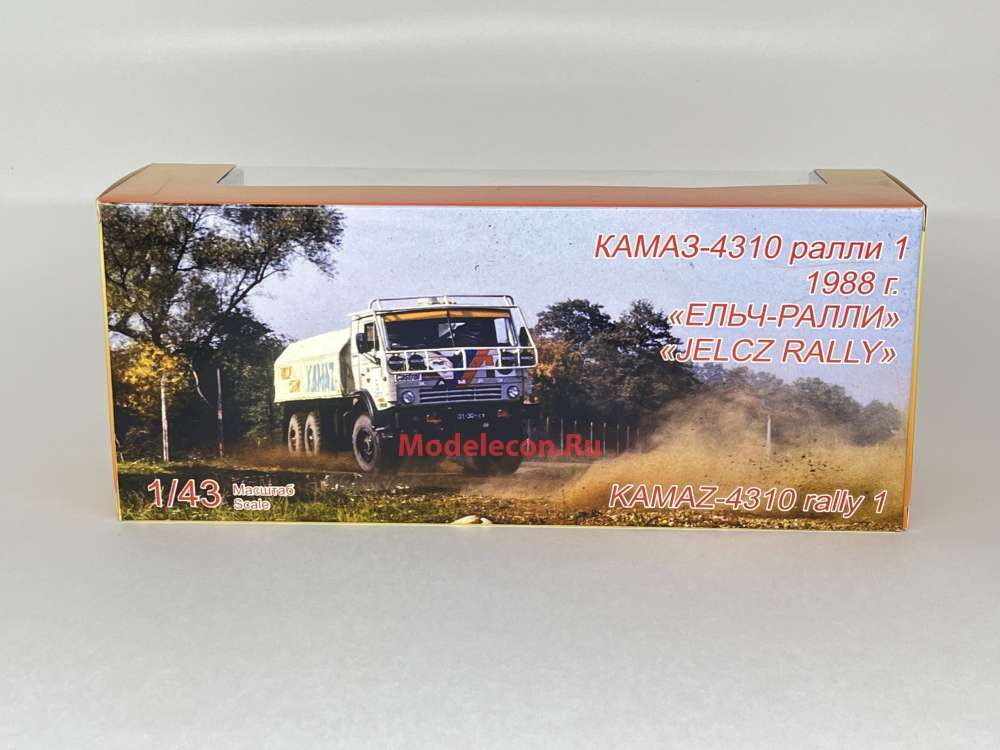 КАМАЗ-4310 ралли 1
1988 г.
«ЕЛЬЧ-РАЛЛИ»
«JELCZ RALLY»
KAMAZ
Modelecon.Ru
1/43 Масштаб
Scale
KAMAZ-4310 rally 1